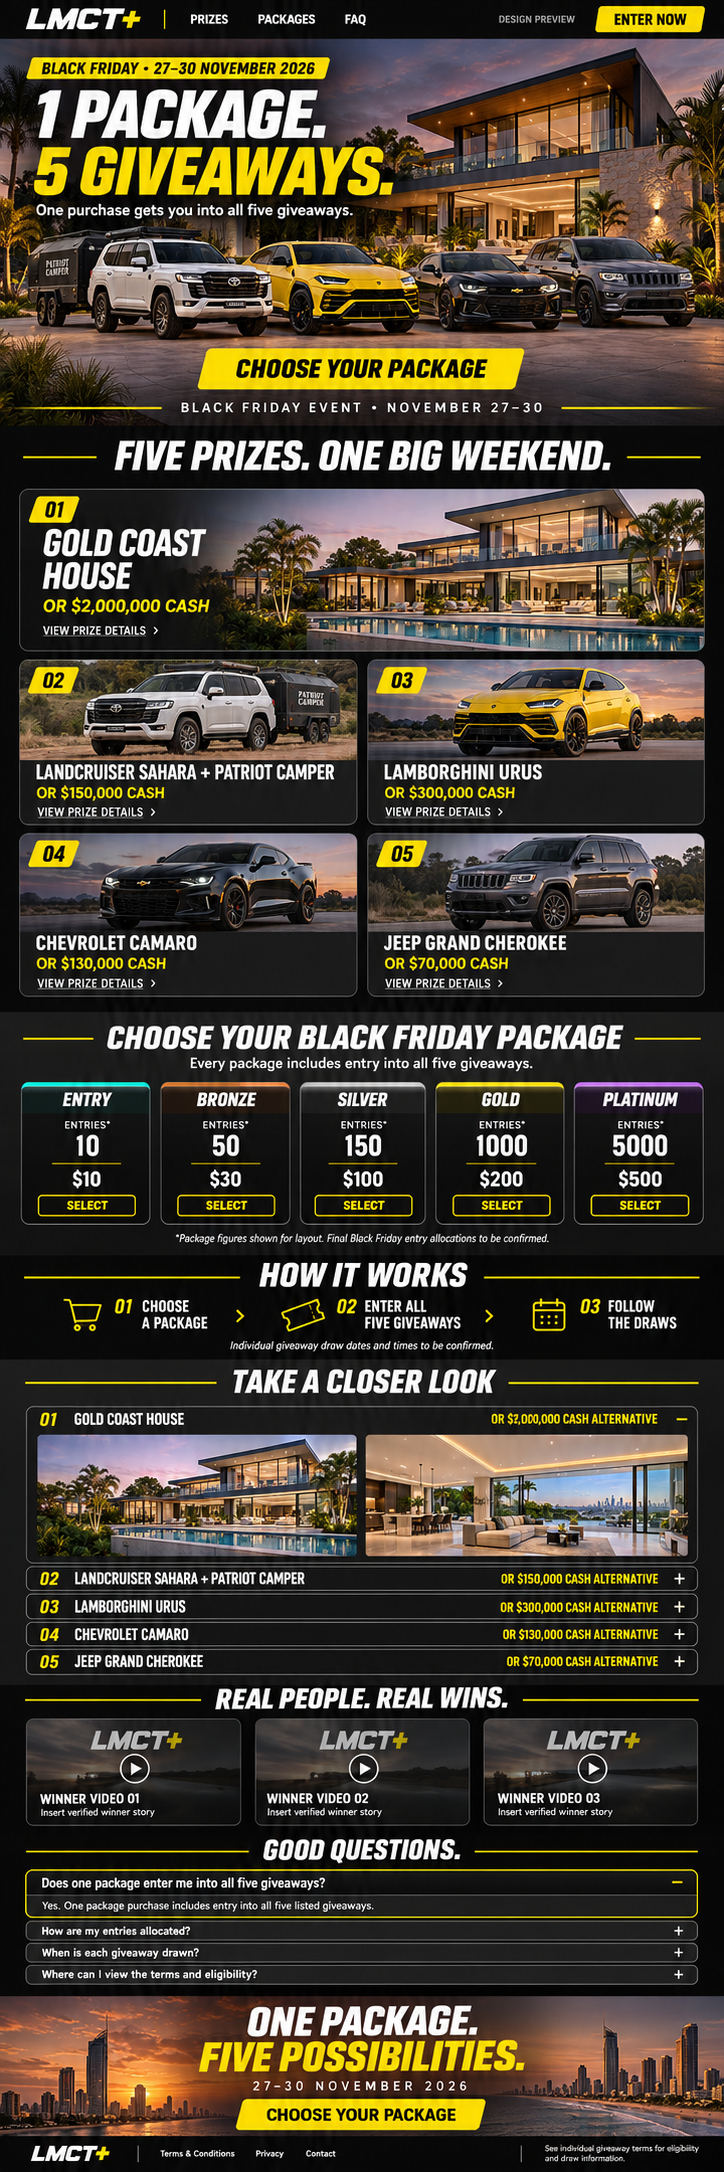 LMCT+
PRIZES
PACKAGES
FAQ
DESIGN PREVIEW
ENTER NOW
BLACK FRIDAY • 27–30 NOVEMBER 2026
1 PACKAGE.
5 GIVEAWAYS.
One purchase gets you into all five giveaways.
PATRIOT
CAMPER
CHOOSE YOUR PACKAGE
BLACK FRIDAY EVENT • NOVEMBER 27–30
FIVE PRIZES. ONE BIG WEEKEND.
01
GOLD COAST
HOUSE
OR $2,000,000 CASH
VIEW PRIZE DETAILS >
02
PATRIOT
CAMPER
LANDCRUISER SAHARA + PATRIOT CAMPER
OR $150,000 CASH
VIEW PRIZE DETAILS >
03
LAMBORGHINI URUS
OR $300,000 CASH
VIEW PRIZE DETAILS >
04
CHEVROLET CAMARO
OR $130,000 CASH
VIEW PRIZE DETAILS >
05
JEEP GRAND CHEROKEE
OR $70,000 CASH
VIEW PRIZE DETAILS >
CHOOSE YOUR BLACK FRIDAY PACKAGE
Every package includes entry into all five giveaways.
ENTRY
ENTRIES*
10
$10
SELECT
BRONZE
ENTRIES*
50
$30
SELECT
SILVER
ENTRIES*
150
$100
SELECT
GOLD
ENTRIES*
1000
$200
SELECT
PLATINUM
ENTRIES*
5000
$500
SELECT
*Package figures shown for layout. Final Black Friday entry allocations to be confirmed.
HOW IT WORKS
01 CHOOSE
A PACKAGE
>
02 ENTER ALL
FIVE GIVEAWAYS
>
03 FOLLOW
THE DRAWS
Individual giveaway draw dates and times to be confirmed.
TAKE A CLOSER LOOK
01 GOLD COAST HOUSE OR $2,000,000 CASH ALTERNATIVE −
02 LANDCRUISER SAHARA + PATRIOT CAMPER OR $150,000 CASH ALTERNATIVE +
03 LAMBORGHINI URUS OR $300,000 CASH ALTERNATIVE +
04 CHEVROLET CAMARO OR $130,000 CASH ALTERNATIVE +
05 JEEP GRAND CHEROKEE OR $70,000 CASH ALTERNATIVE +
REAL PEOPLE. REAL WINS.
LMCT+
WINNER VIDEO 01
Insert verified winner story
LMCT+
WINNER VIDEO 02
Insert verified winner story
LMCT+
WINNER VIDEO 03
Insert verified winner story
GOOD QUESTIONS.
Does one package enter me into all five giveaways? −
Yes. One package purchase includes entry into all five listed giveaways.
How are my entries allocated? +
When is each giveaway drawn? +
Where can I view the terms and eligibility? +
ONE PACKAGE.
FIVE POSSIBILITIES.
27–30 NOVEMBER 2026
CHOOSE YOUR PACKAGE
LMCT+
Terms & Conditions
Privacy
Contact
See individual giveaway terms for eligibility
and draw information.